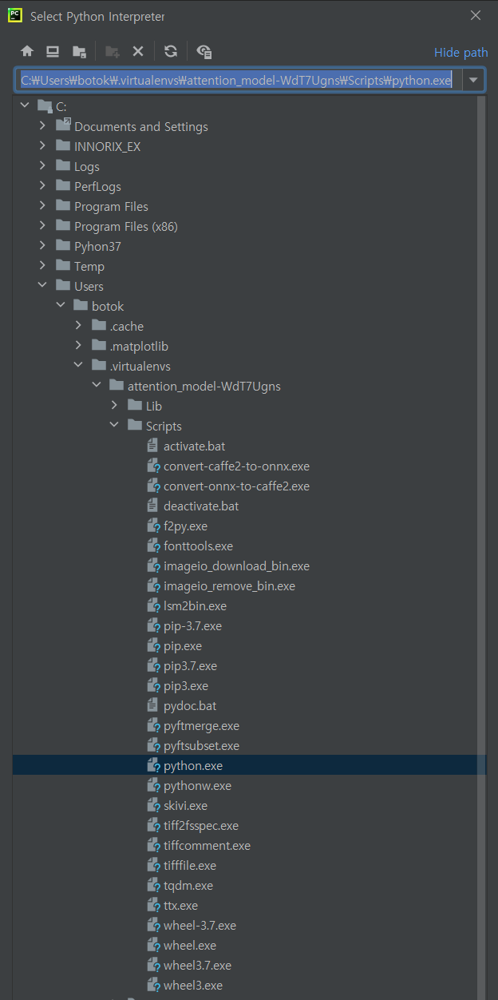 PC
Select Python Interpreter
Hide path
C:₩Users₩botok₩.virtualenvs₩attention_model-WdT7Ugns₩Scripts₩python.exe
C:
Documents and Settings
INNORIX_EX
Logs
PerfLogs
Program Files
Program Files (x86)
Pyhon37
Temp
Users
botok
.cache
.matplotlib
.virtualenvs
attention_model-WdT7Ugns
Lib
Scripts
activate.bat
convert-caffe2-to-onnx.exe
convert-onnx-to-caffe2.exe
deactivate.bat
f2py.exe
fonttools.exe
imageio_download_bin.exe
imageio_remove_bin.exe
lsm2bin.exe
pip-3.7.exe
pip.exe
pip3.7.exe
pip3.exe
pydoc.bat
pyftmerge.exe
pyftsubset.exe
python.exe
pythonw.exe
skivi.exe
tiff2fsspec.exe
tiffcomment.exe
tifffile.exe
tqdm.exe
ttx.exe
wheel-3.7.exe
wheel.exe
wheel3.7.exe
wheel3.exe